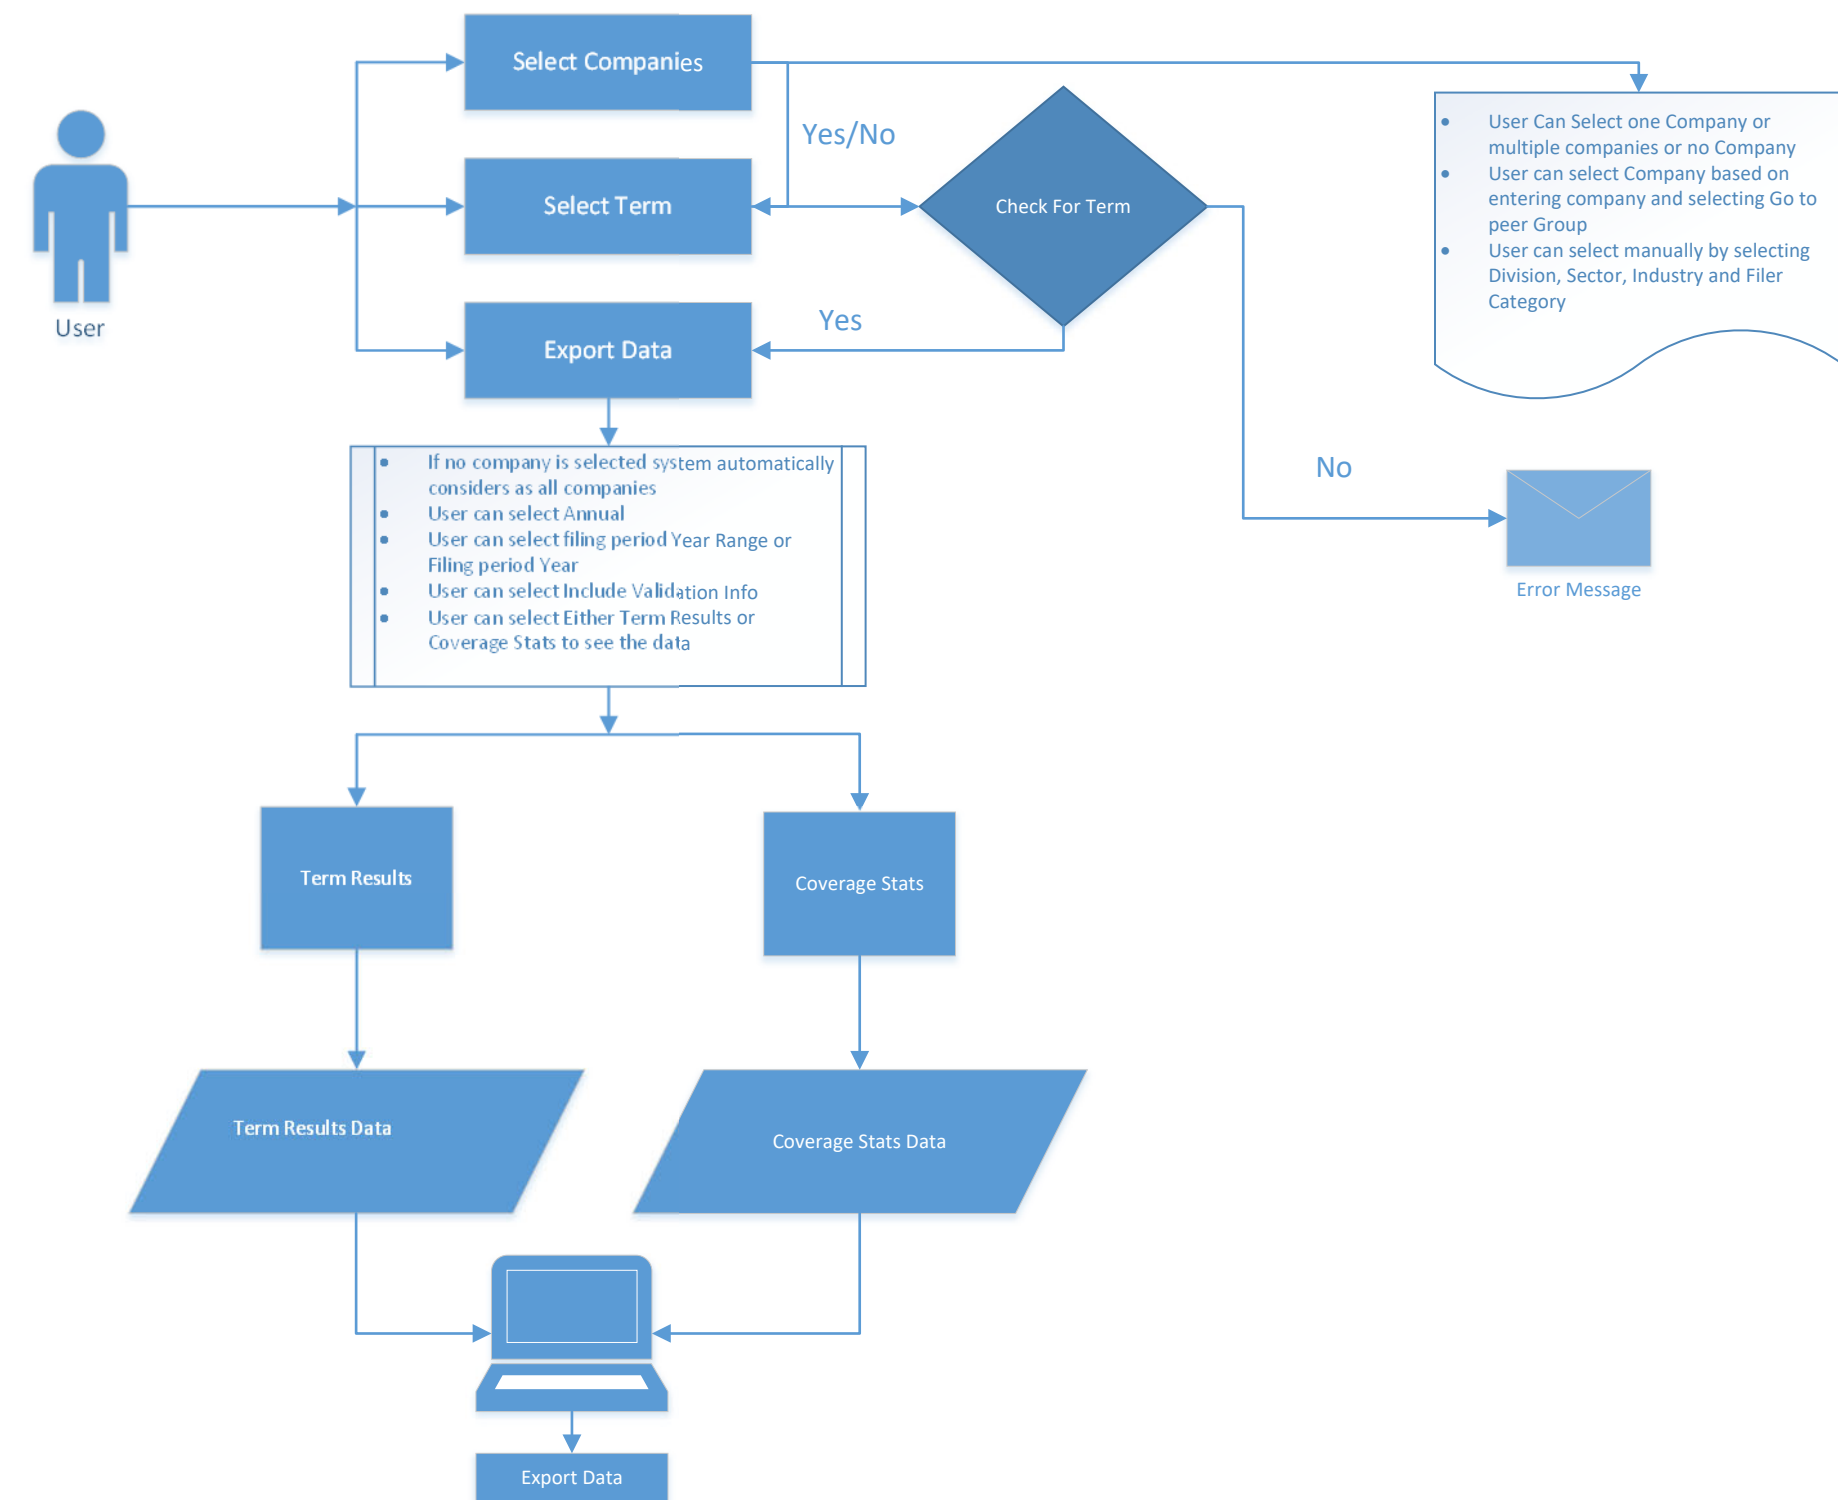 Select Companies
Yes/No
Select Term
Check For Term
• User Can Select one Company or
multiple companies or no Company
• User can select Company based on
entering company and selecting Go to
peer Group
• User can select manually by selecting
Division, Sector, Industry and Filer
Category
User
Yes
Export Data
No
Error Message
• If no company is selected system automatically
considers as all companies
• User can select Annual
• User can select filing period Year Range or
Filing period Year
• User can select Include Validation Info
• User can select Either Term Results or
Coverage Stats to see the data
Term Results
Coverage Stats
Term Results Data
Coverage Stats Data
Export Data